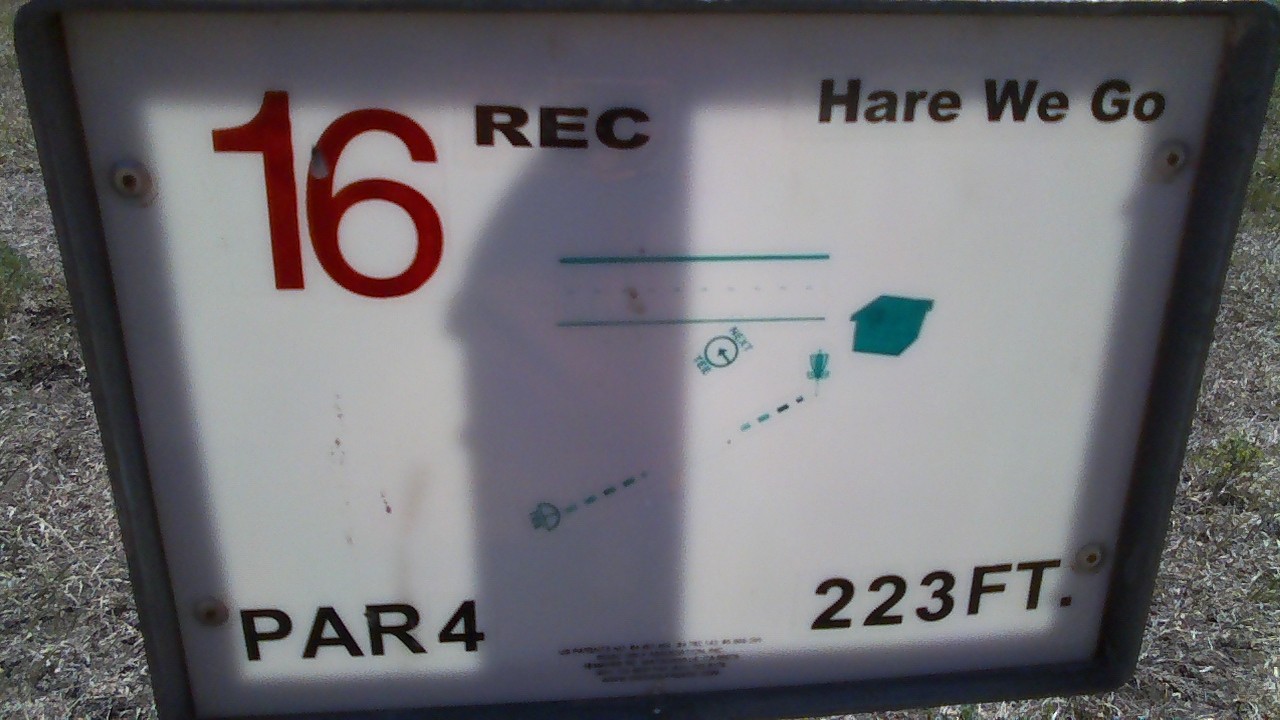 16 REC Hare We Go
NEXT
TEE
PAR 4 223FT.